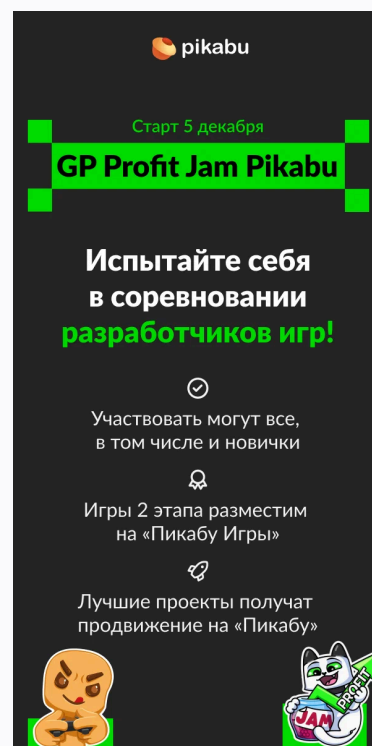 pikabu
Старт 5 декабря
GP Profit Jam Pikabu
Испытайте себя
в соревновании
разработчиков игр!
Участвовать могут все,
в том числе и новички
Игры 2 этапа разместим
на «Пикабу Игры»
Лучшие проекты получат
продвижение на «Пикабу»
PROFIT
JAM